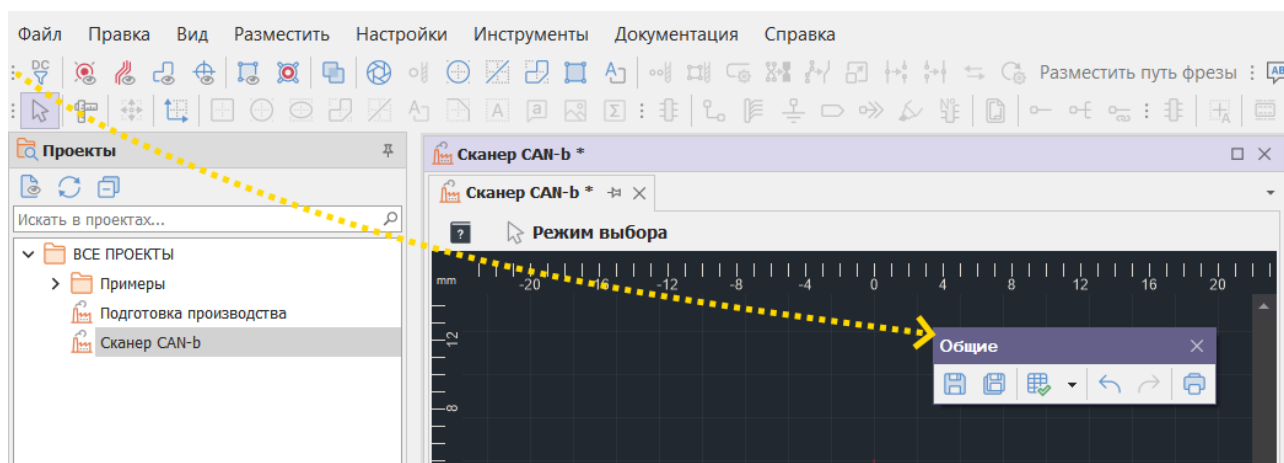 Файл Правка Вид Разместить Настройки Инструменты Документация Справка
DC Разместить путь фрезы
A a Σ №
Проекты
Сканер CAN-b *
Сканер CAN-b *
Искать в проектах...
? Режим выбора
ВСЕ ПРОЕКТЫ
Примеры
Подготовка производства
Сканер CAN-b
mm -20 -16 -12 -8 -4 0 4 8 12 16 20
12
8
Общие